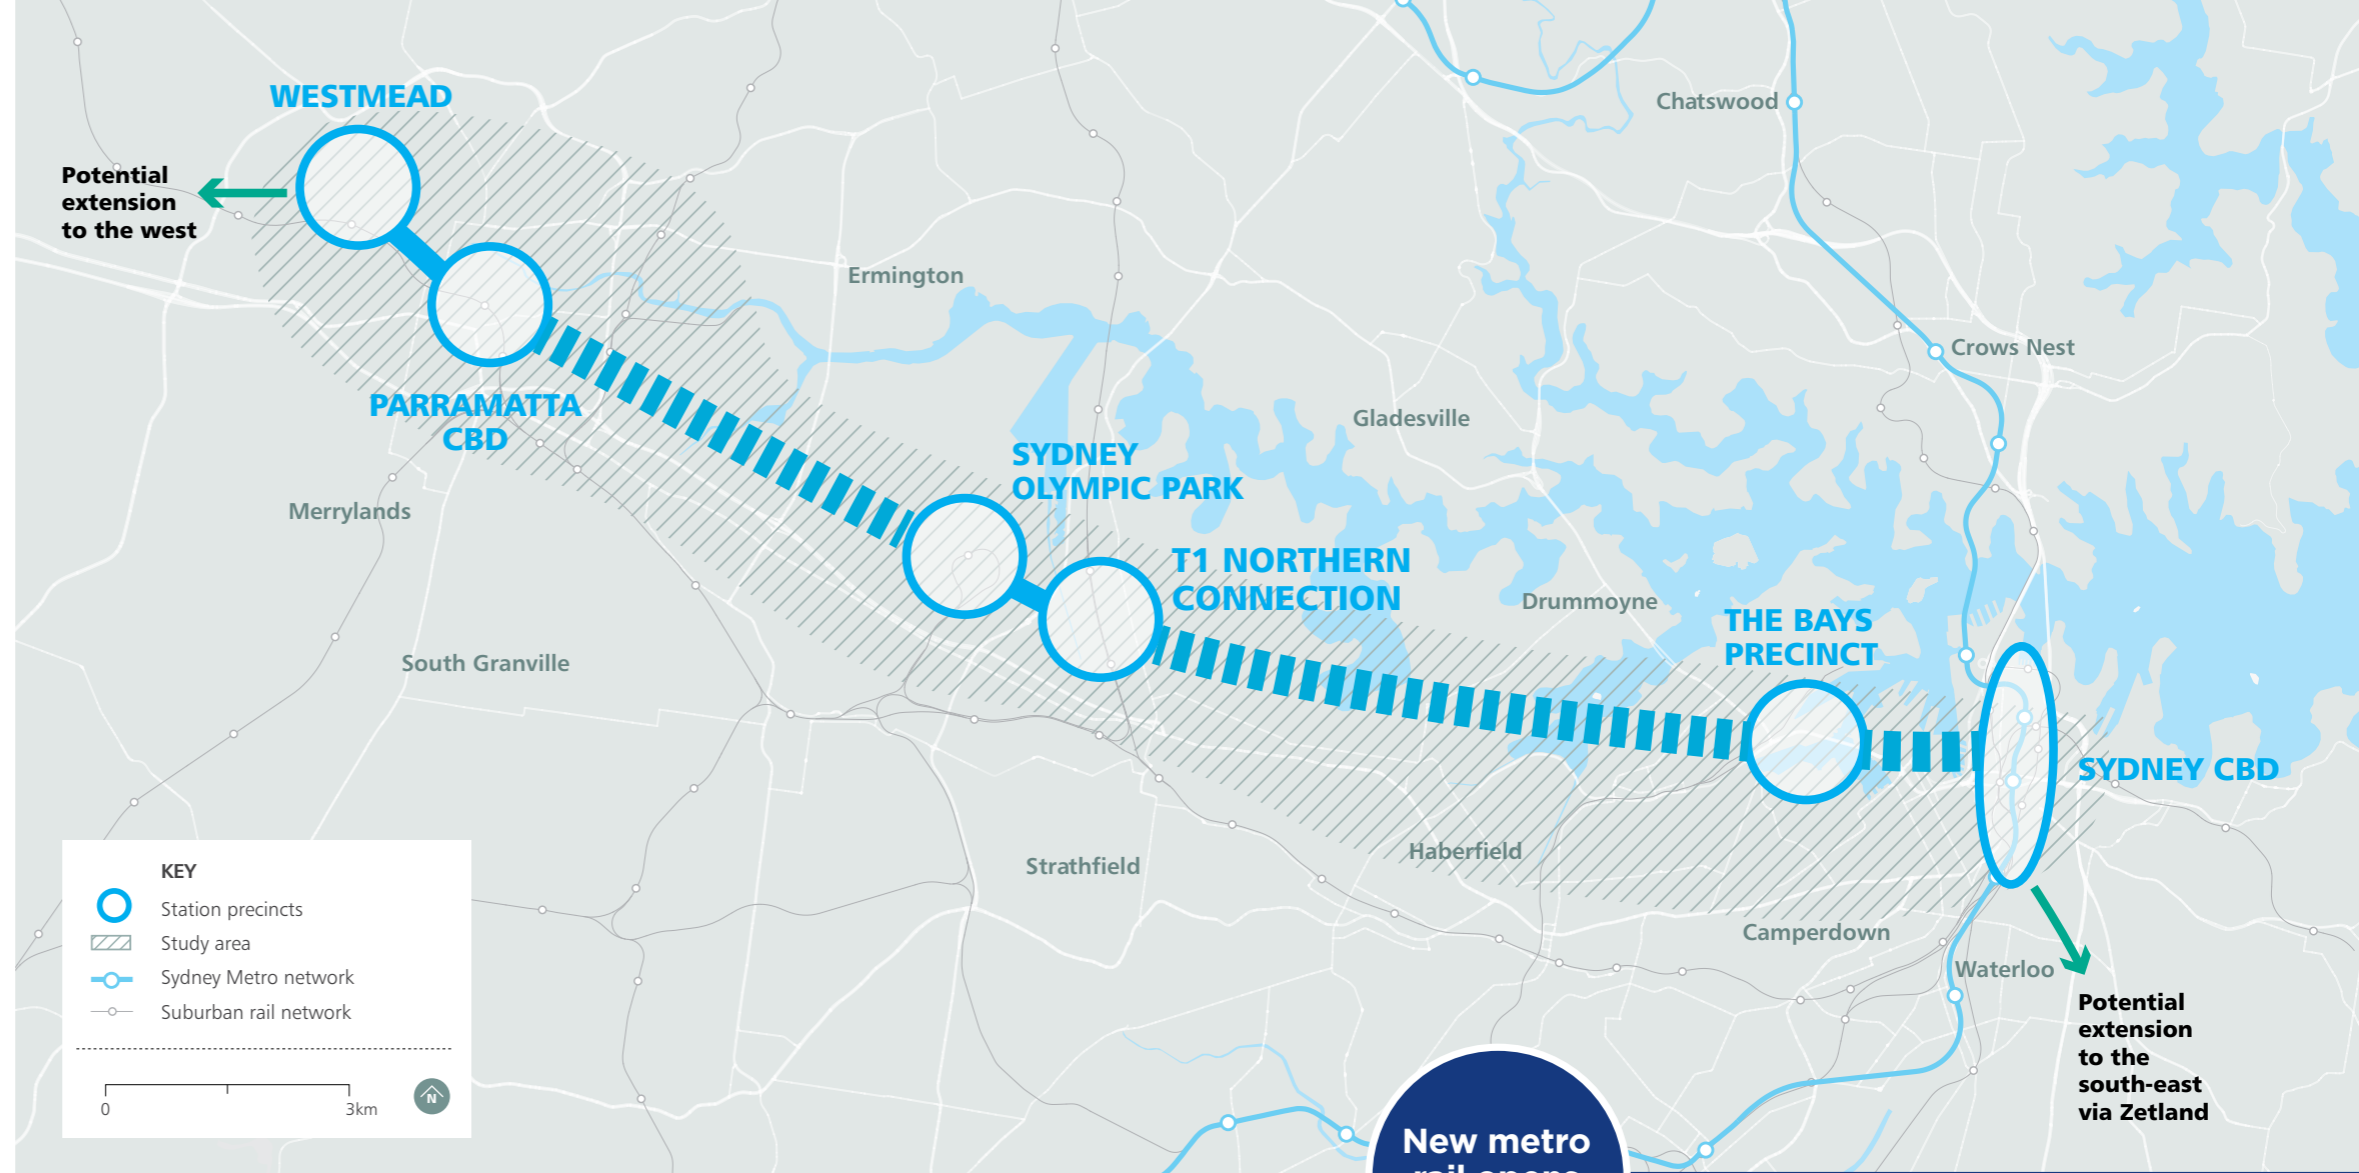 WESTMEAD
Potential
extension
to the west
PARRAMATTA
CBD
Merrylands
South Granville
Ermington
SYDNEY
OLYMPIC PARK
T1 NORTHERN
CONNECTION
Gladesville
Chatswood
Crows Nest
Drummoyne
THE BAYS
PRECINCT
SYDNEY CBD
Strathfield
Haberfield
Camperdown
Waterloo
Potential
extension
to the
south-east
via Zetland
KEY
Station precincts
Study area
Sydney Metro network
Suburban rail network
0 3km
N
New metro
rail opens